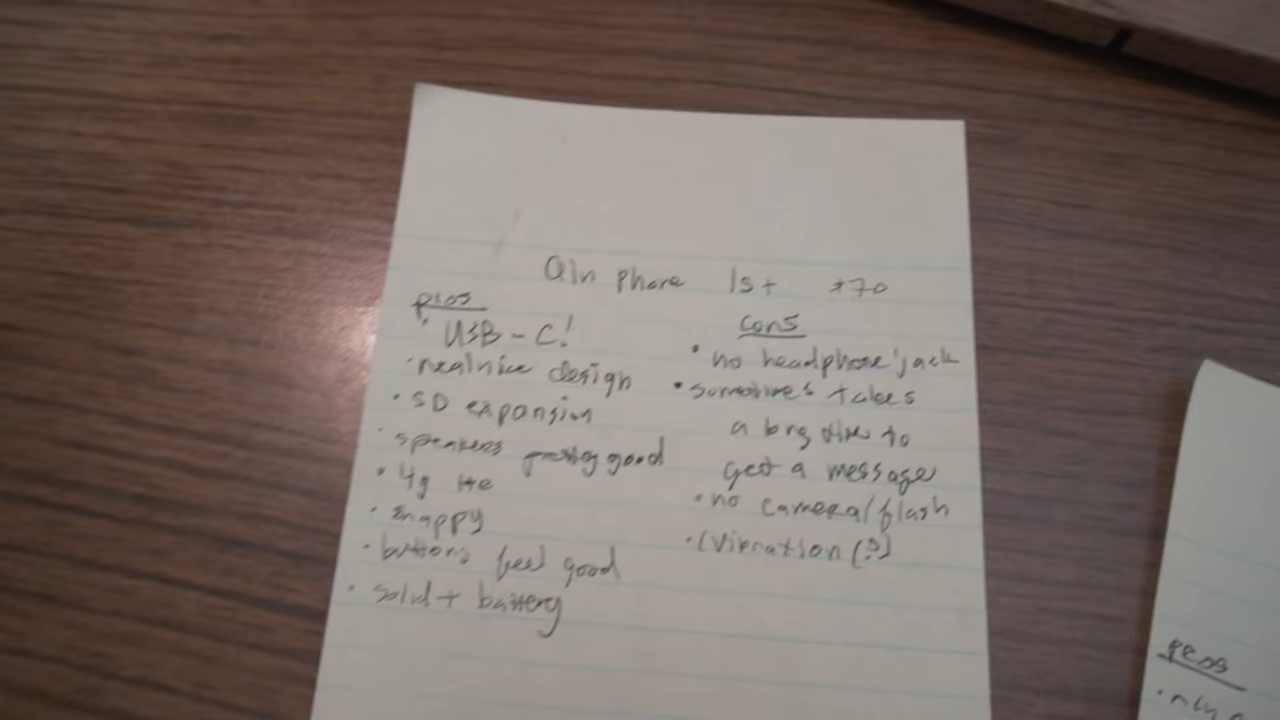 Qin phone 1s+ $70
pros
• USB-C!
• real nice design
• SD expansion
• speakers pretty good
• 4g lte
• snappy
• buttons feel good
• solid + battery
cons
• no headphone jack
• sometimes takes
a long time to
get a message
• no camera/flash
• (vibration(?)
pros